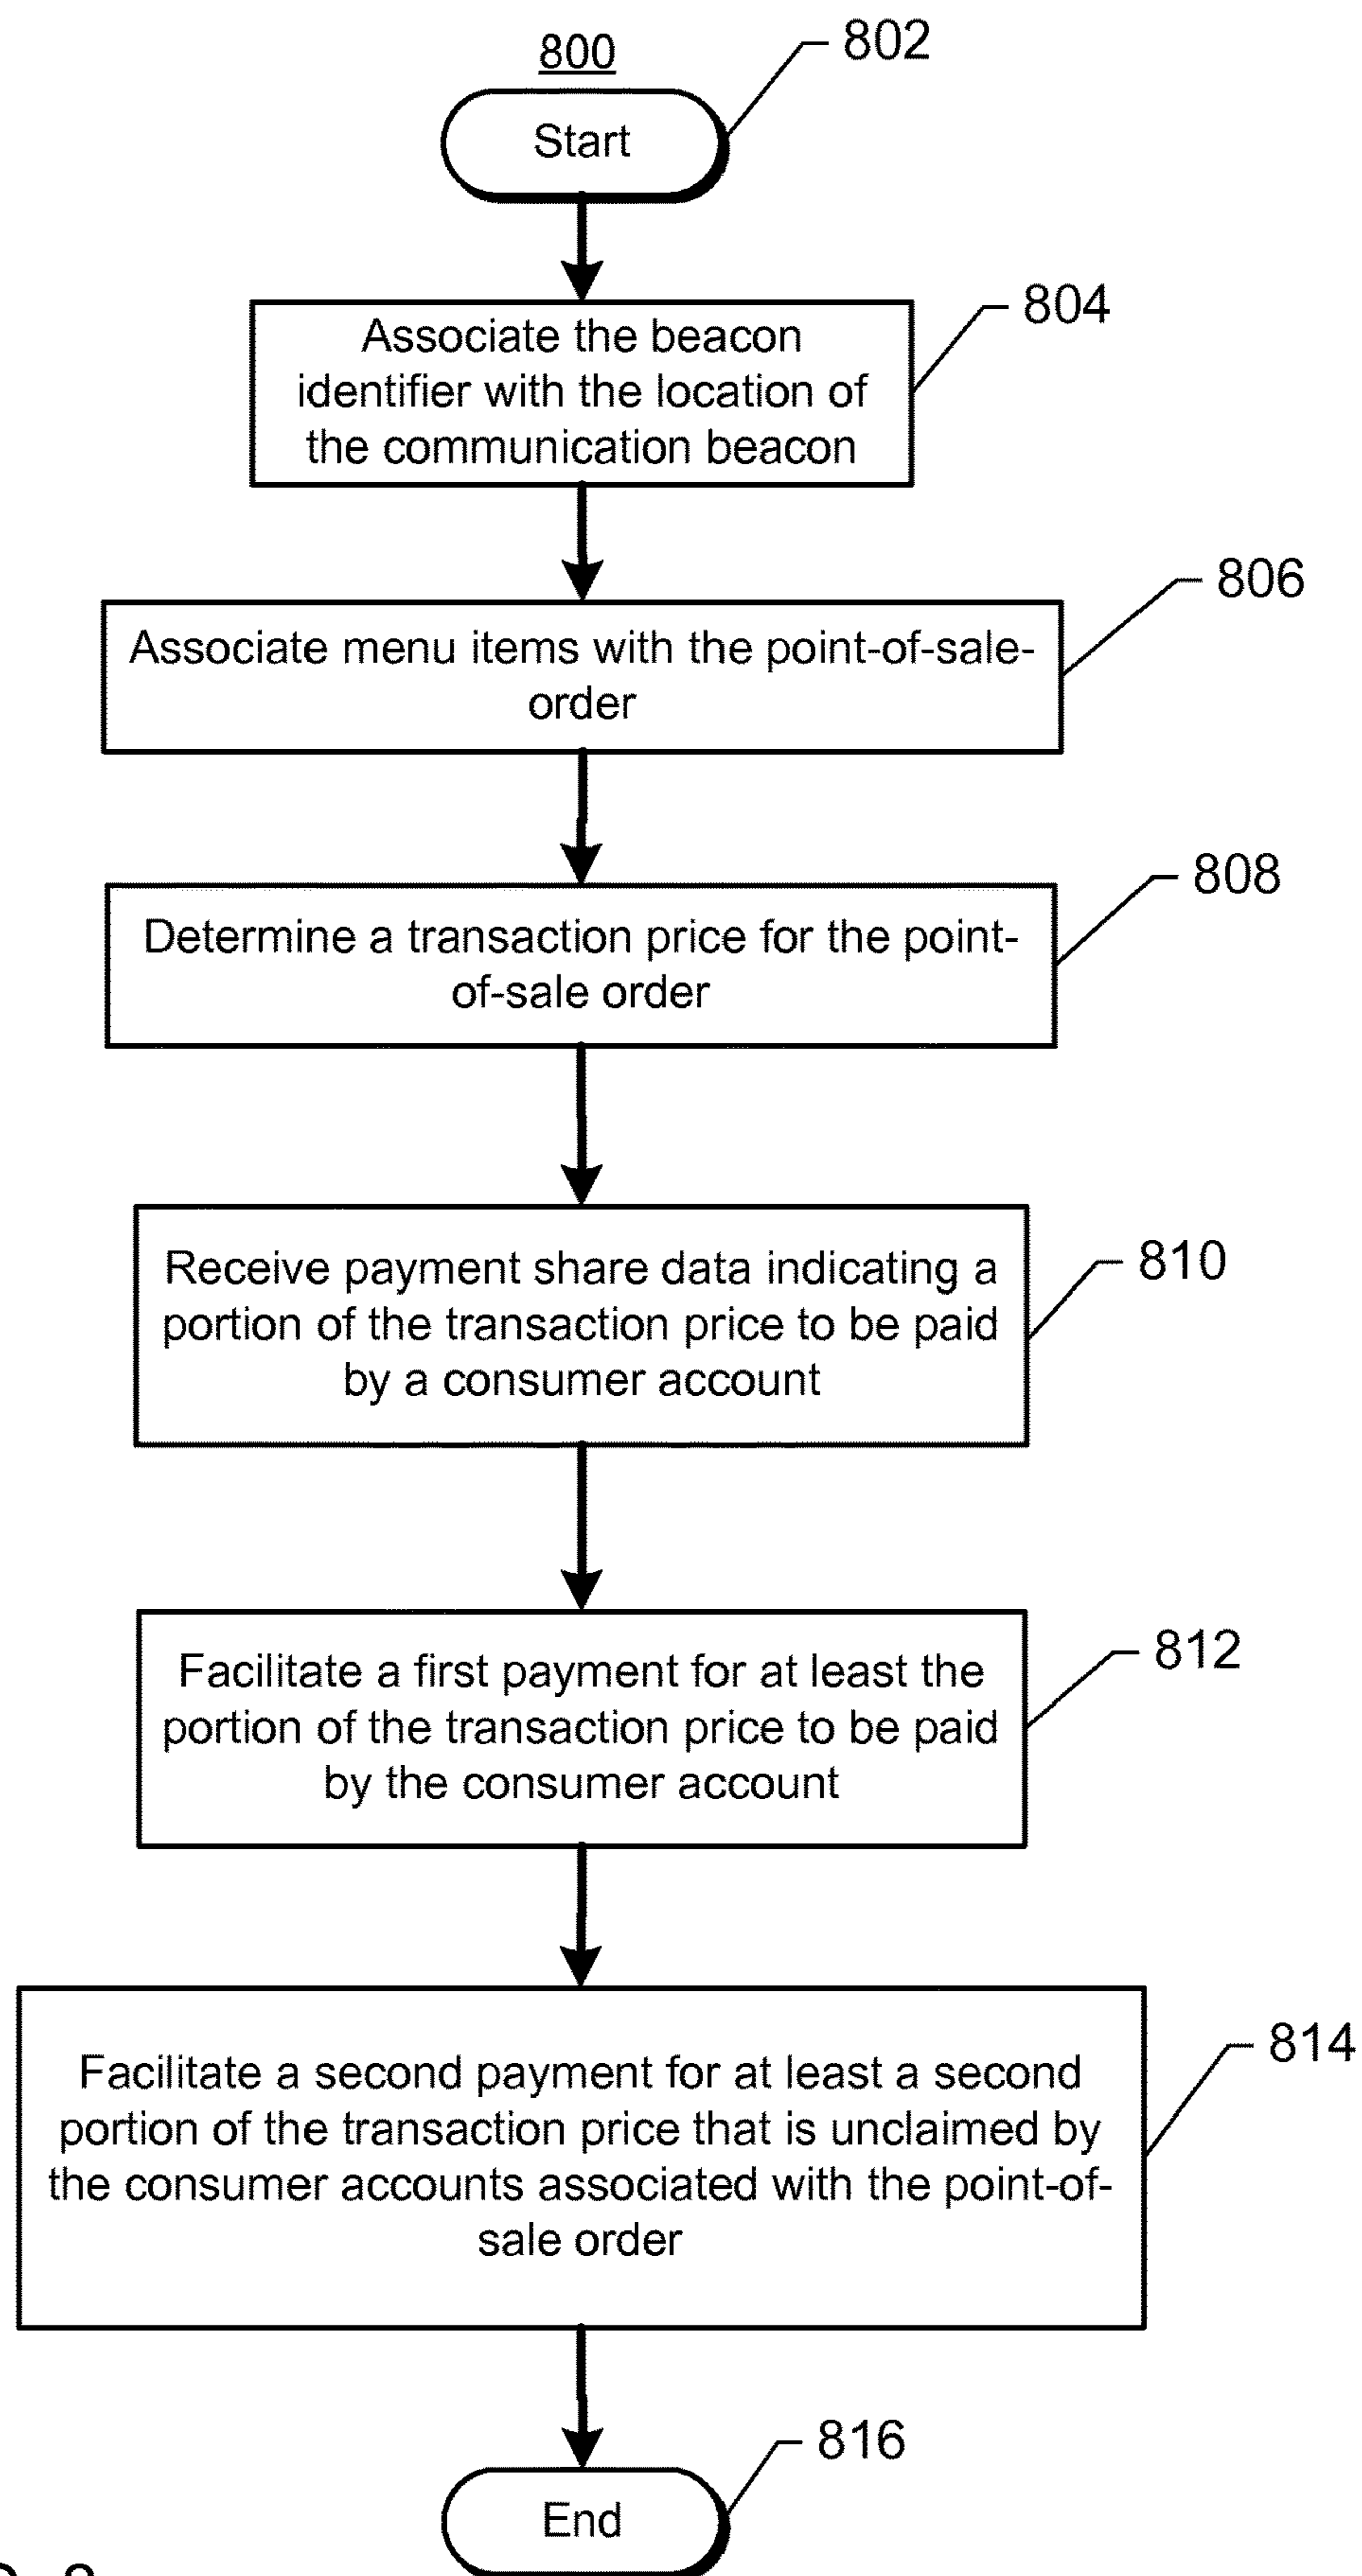 800
802
Start
804
Associate the beacon
identifier with the location of
the communication beacon
806
Associate menu items with the point-of-sale-
order
808
Determine a transaction price for the point-
of-sale order
810
Receive payment share data indicating a
portion of the transaction price to be paid
by a consumer account
812
Facilitate a first payment for at least the
portion of the transaction price to be paid
by the consumer account
814
Facilitate a second payment for at least a second
portion of the transaction price that is unclaimed by
the consumer accounts associated with the point-of-
sale order
816
End